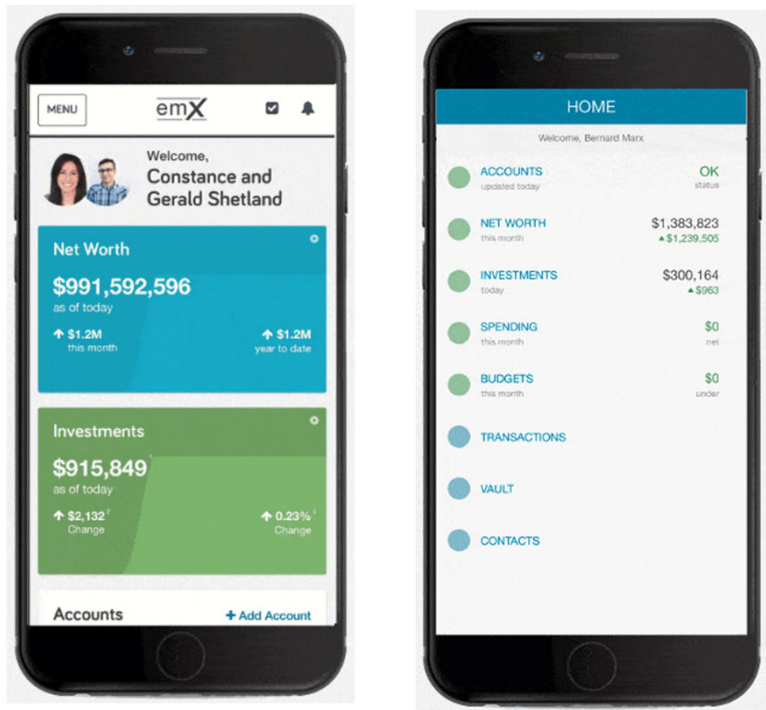 MENU
emX
Welcome,
Constance and
Gerald Shetland
Net Worth
$991,592,596
as of today
$1.2M
this month
$1.2M
year to date
Investments
$915,849
as of today
$2,132
Change
0.23%
Change
Accounts
+ Add Account
HOME
Welcome, Bernard Marx
ACCOUNTS
updated today
OK
status
NET WORTH
this month
$1,383,823
$1,239,505
INVESTMENTS
today
$300,164
$963
SPENDING
this month
$0
net
BUDGETS
this month
$0
under
TRANSACTIONS
VAULT
CONTACTS